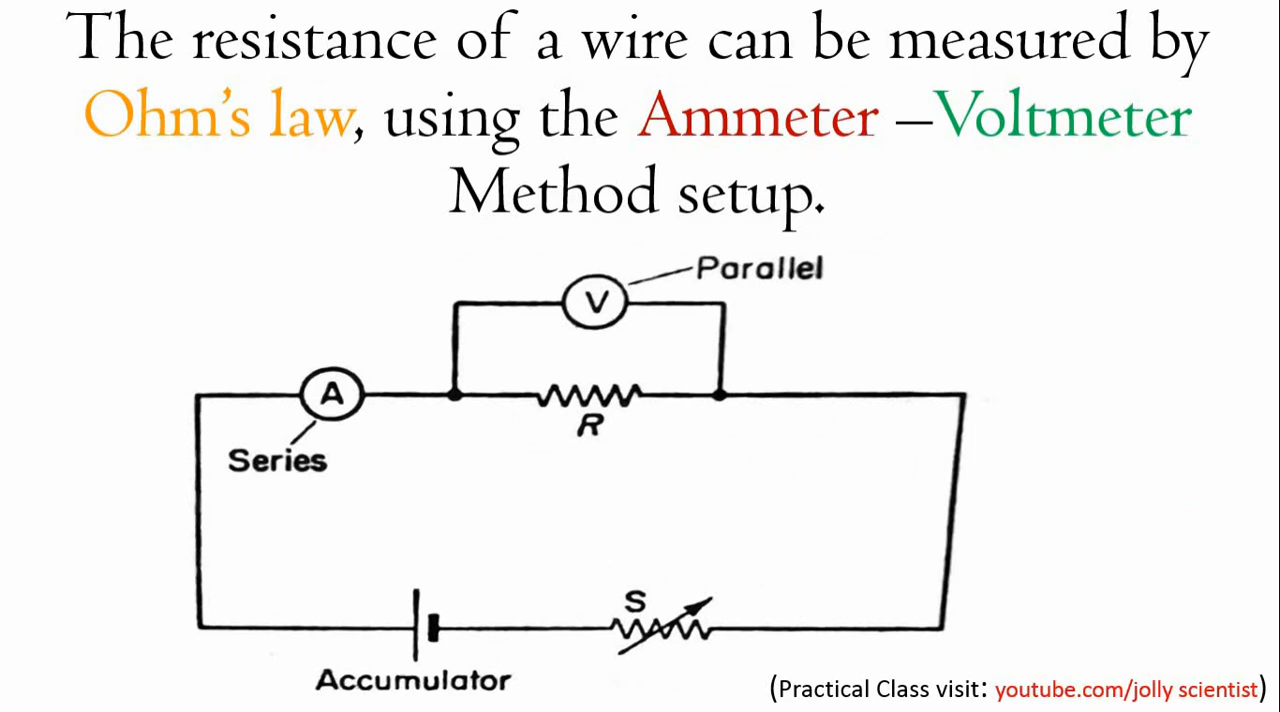 The resistance of a wire can be measured by
Ohm's law, using the Ammeter –Voltmeter
Method setup.
Parallel
V
A
R
Series
S
Accumulator
(Practical Class visit: youtube.com/jolly scientist)